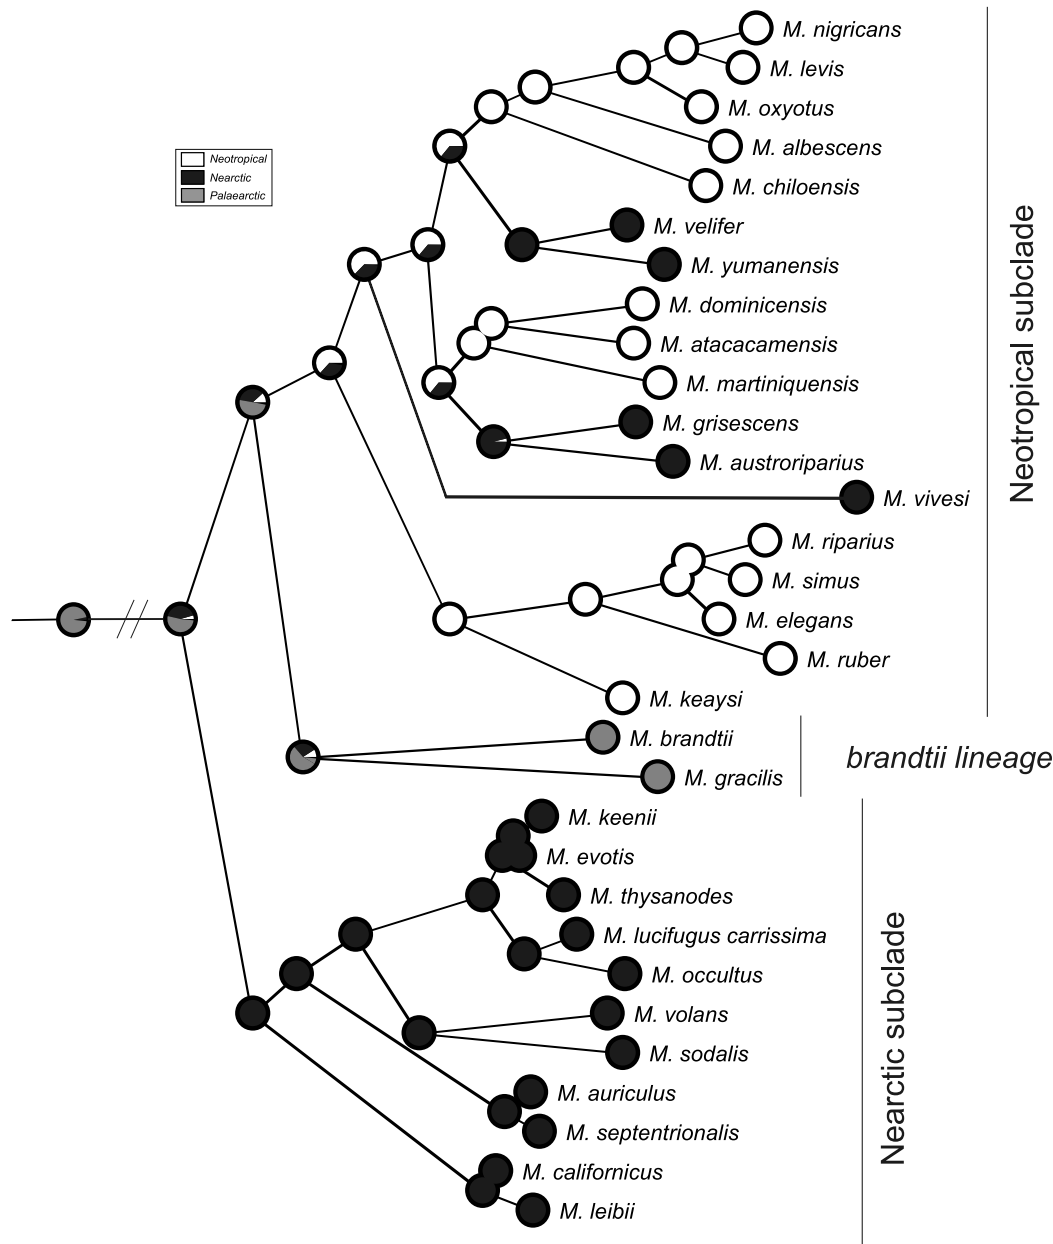 M. nigricans
M. levis
M. oxyotus
M. albescens
M. chiloensis
Neotropical
Nearctic
Palaearctic
M. velifer
M. yumanensis
M. dominicensis
M. atacacamensis
M. martiniquensis
M. grisescens
M. austroriparius
M. vivesi
M. riparius
M. simus
M. elegans
M. ruber
M. keaysi
Neotropical subclade
M. brandtii
M. gracilis
brandtii lineage
M. keenii
M. evotis
M. thysanodes
M. lucifugus carrissima
M. occultus
M. volans
M. sodalis
M. auriculus
M. septentrionalis
M. californicus
M. leibii
Nearctic subclade